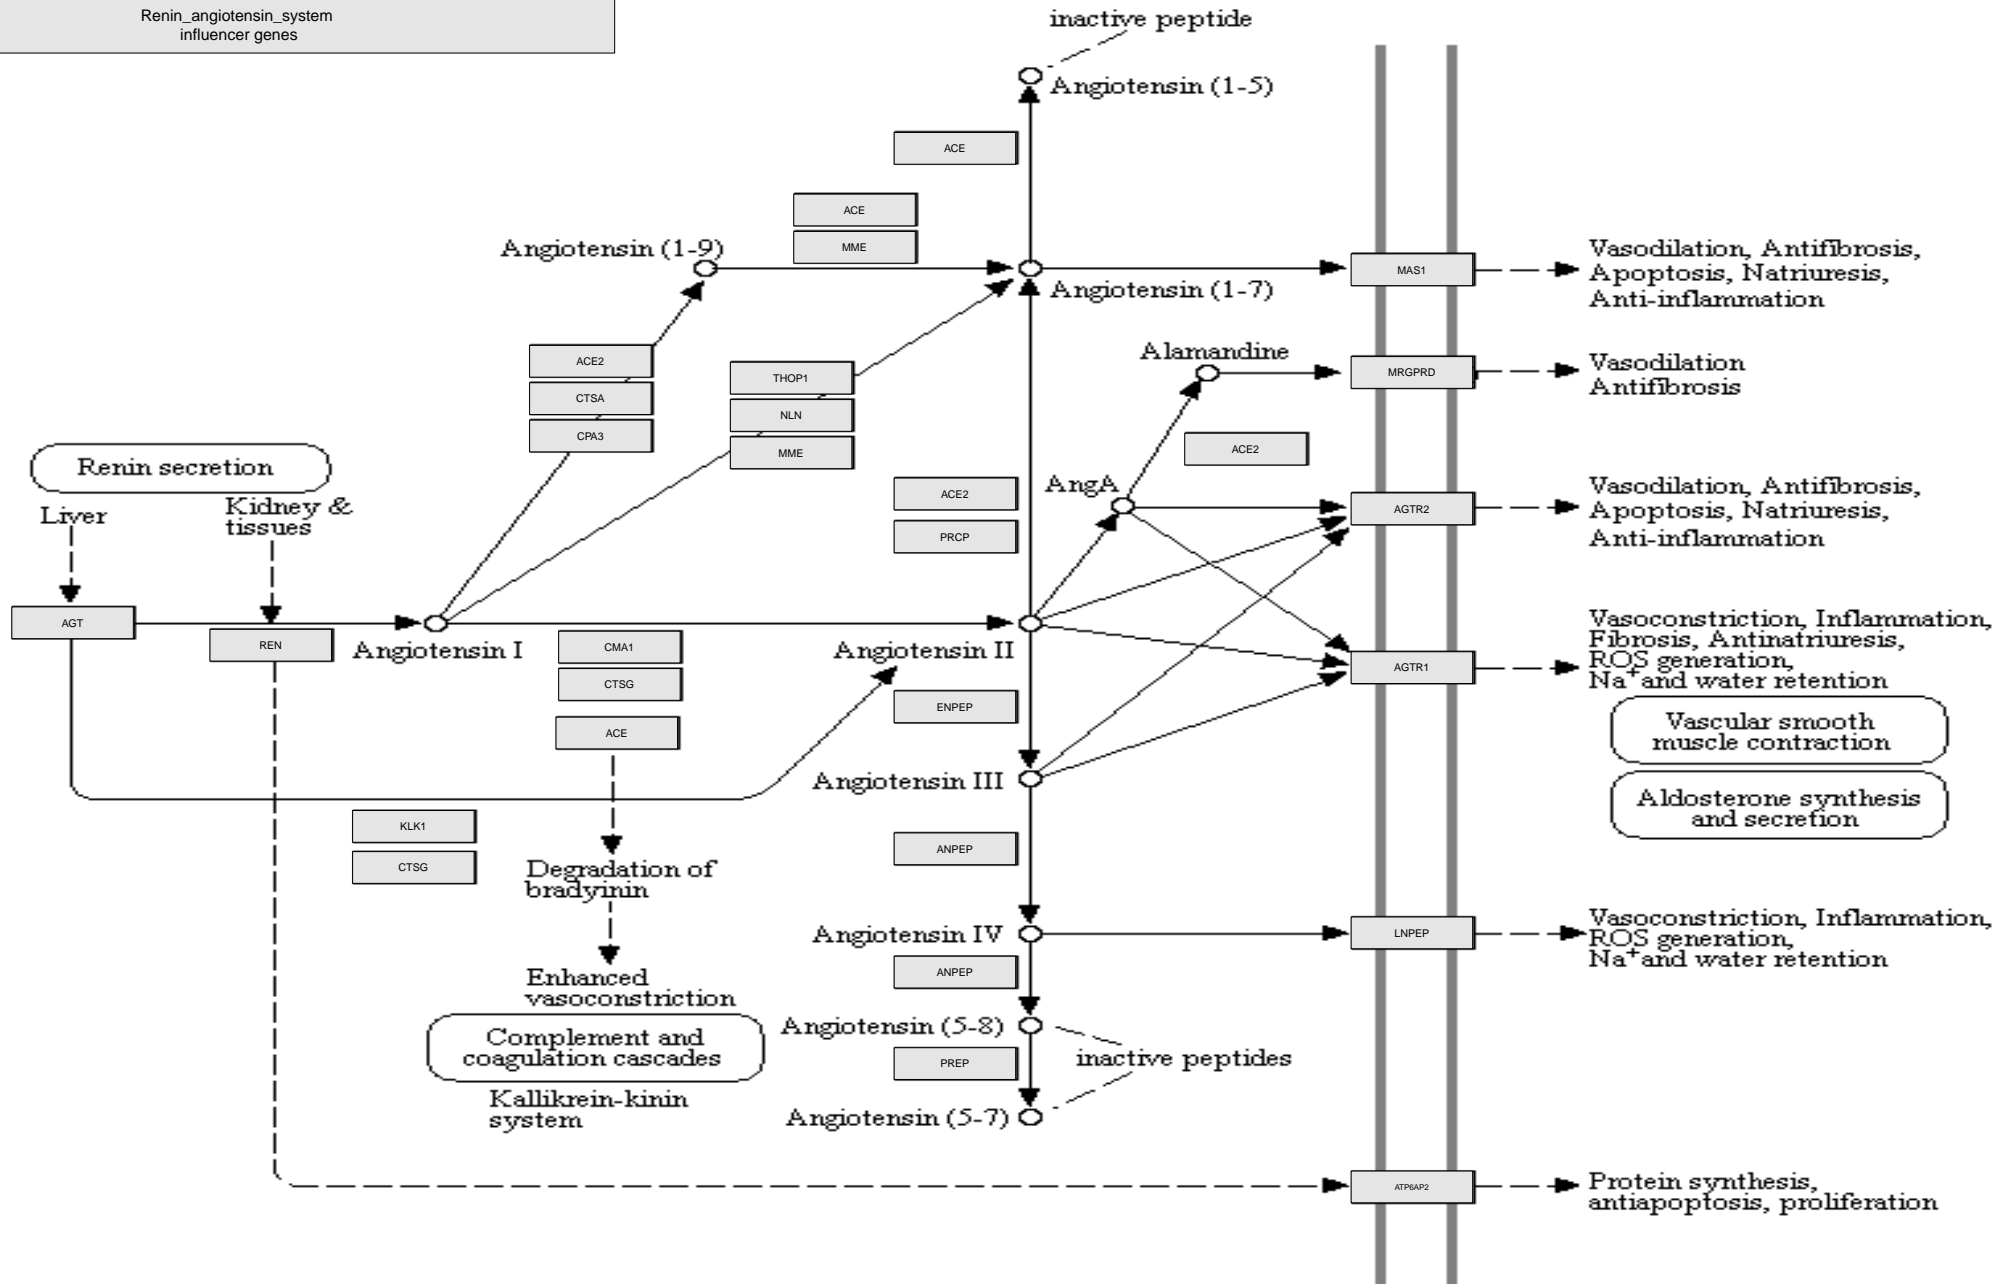 Renin_angiotensin_system
influencer genes
inactive peptide
Angiotensin (1-5)
ACE
ACE
MME
Angiotensin (1-9)
Angiotensin (1-7)
MAS1
Vasodilation, Antifibrosis,
Apoptosis, Natriuresis,
Anti-inflammation
ACE2
CTSA
CPA3
THOP1
NLN
MME
Alamandine
MRGPRD
Vasodilation
Antifibrosis
ACE2
Renin secretion
Kidney &
tissues
Liver
ACE2
PRCP
AngA
AGTR2
Vasodilation, Antifibrosis,
Apoptosis, Natriuresis,
Anti-inflammation
AGT
REN
Angiotensin I
CMA1
CTSG
ACE
Angiotensin II
AGTR1
Vasoconstriction, Inflammation,
Fibrosis, Antinatriuresis,
ROS generation,
Na+and water retention
Vascular smooth
muscle contraction
Aldosterone synthesis
and secretion
ENPEP
Angiotensin III
KLK1
CTSG
Degradation of
bradyinin
Enhanced
vasoconstriction
Complement and
coagulation cascades
Kallikrein-kinin
system
ANPEP
Angiotensin IV
LNPEP
Vasoconstriction, Inflammation,
ROS generation,
Na+and water retention
ANPEP
Angiotensin (5-8)
inactive peptides
PREP
Angiotensin (5-7)
ATP6AP2
Protein synthesis,
antiapoptosis, proliferation